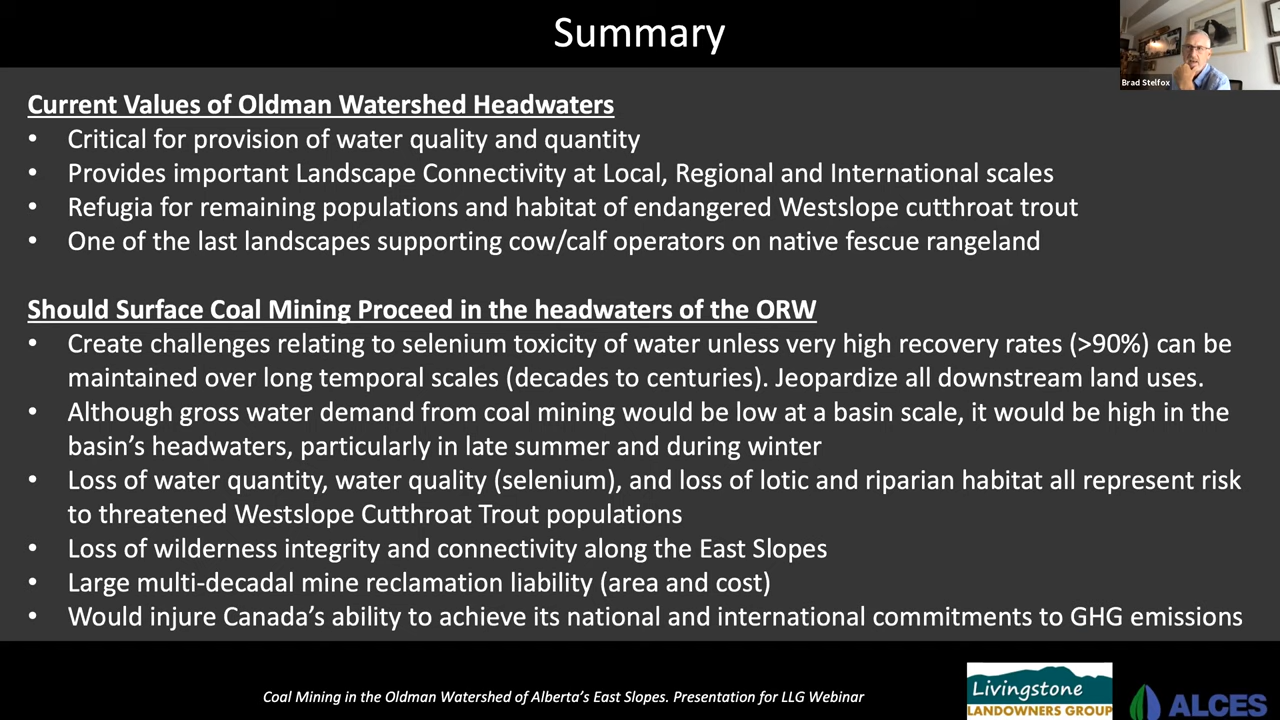 Summary
Brad Stelfox
Current Values of Oldman Watershed Headwaters
• Critical for provision of water quality and quantity
• Provides important Landscape Connectivity at Local, Regional and International scales
• Refugia for remaining populations and habitat of endangered Westslope cutthroat trout
• One of the last landscapes supporting cow/calf operators on native fescue rangeland
Should Surface Coal Mining Proceed in the headwaters of the ORW
• Create challenges relating to selenium toxicity of water unless very high recovery rates (>90%) can be
maintained over long temporal scales (decades to centuries). Jeopardize all downstream land uses.
• Although gross water demand from coal mining would be low at a basin scale, it would be high in the
basin’s headwaters, particularly in late summer and during winter
• Loss of water quantity, water quality (selenium), and loss of lotic and riparian habitat all represent risk
to threatened Westslope Cutthroat Trout populations
• Loss of wilderness integrity and connectivity along the East Slopes
• Large multi-decadal mine reclamation liability (area and cost)
• Would injure Canada’s ability to achieve its national and international commitments to GHG emissions
Coal Mining in the Oldman Watershed of Alberta’s East Slopes. Presentation for LLG Webinar
Livingstone
LANDOWNERS GROUP
ALCES